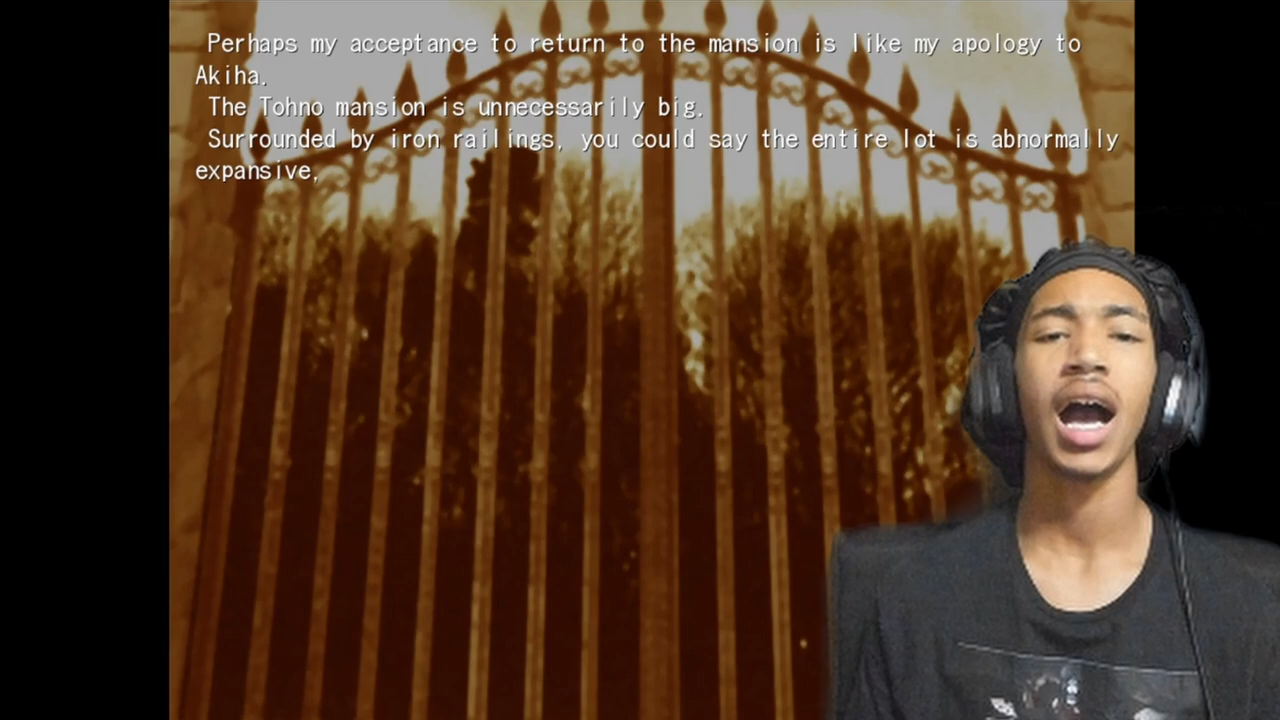 Perhaps my acceptance to return to the mansion is like my apology to
Akiha.
The Tohno mansion is unnecessarily big.
Surrounded by iron railings, you could say the entire lot is abnormally
expansive,